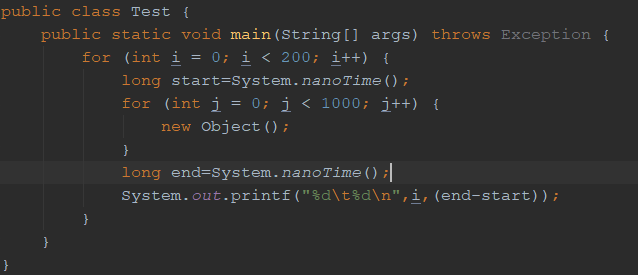 public class Test {
    public static void main(String[] args) throws Exception {
        for (int i = 0; i < 200; i++) {
            long start=System.nanoTime();
            for (int j = 0; j < 1000; j++) {
                new Object();
            }
            long end=System.nanoTime();
            System.out.printf("%d\t%d\n",i,(end-start));
        }
    }
}